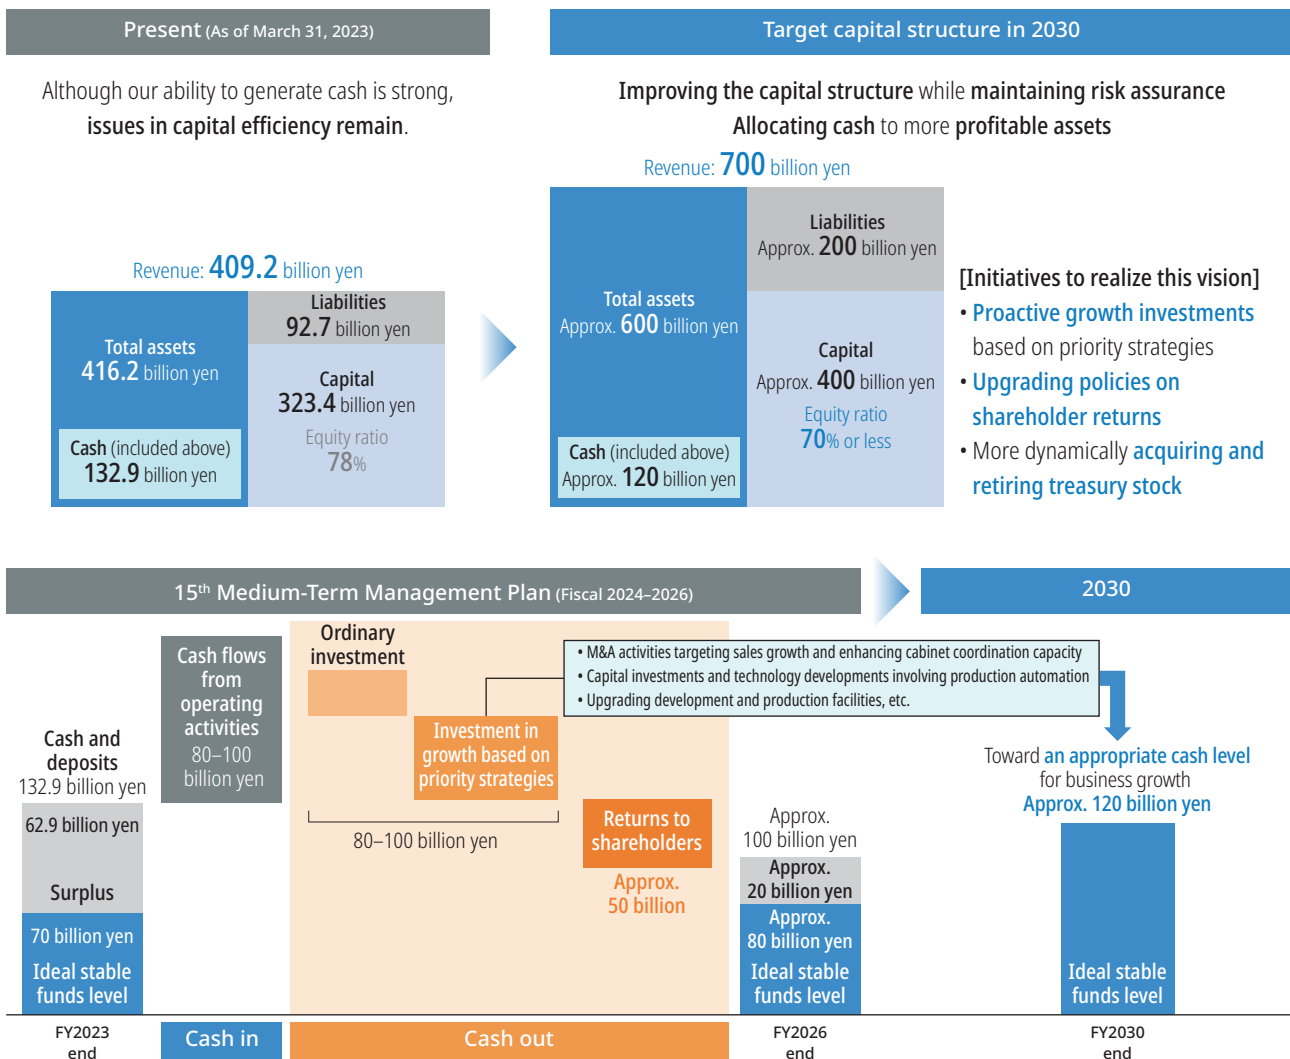 Present (As of March 31, 2023)
Although our ability to generate cash is strong,
issues in capital efficiency remain.
Revenue: 409.2 billion yen
Total assets
416.2 billion yen
Cash (included above)
132.9 billion yen
Liabilities
92.7 billion yen
Capital
323.4 billion yen
Equity ratio
78%
Target capital structure in 2030
Improving the capital structure while maintaining risk assurance
Allocating cash to more profitable assets
Revenue: 700 billion yen
Total assets
Approx. 600 billion yen
Cash (included above)
Approx. 120 billion yen
Liabilities
Approx. 200 billion yen
Capital
Approx. 400 billion yen
Equity ratio
70% or less
[Initiatives to realize this vision]
• Proactive growth investments
based on priority strategies
• Upgrading policies on
shareholder returns
• More dynamically acquiring and
retiring treasury stock
15th Medium-Term Management Plan (Fiscal 2024–2026)
2030
Cash and
deposits
132.9 billion yen
62.9 billion yen
Surplus
70 billion yen
Ideal stable
funds level
FY2023
end
Cash flows
from
operating
activities
80–100
billion yen
Cash in
Ordinary
investment
Investment in
growth based on
priority strategies
80–100 billion yen
• M&A activities targeting sales growth and enhancing cabinet coordination capacity
• Capital investments and technology developments involving production automation
• Upgrading development and production facilities, etc.
Returns to
shareholders
Approx.
50 billion
Cash out
Approx.
100 billion yen
Approx.
20 billion yen
Approx.
80 billion yen
Ideal stable
funds level
FY2026
end
Toward an appropriate cash level
for business growth
Approx. 120 billion yen
Ideal stable
funds level
FY2030
end